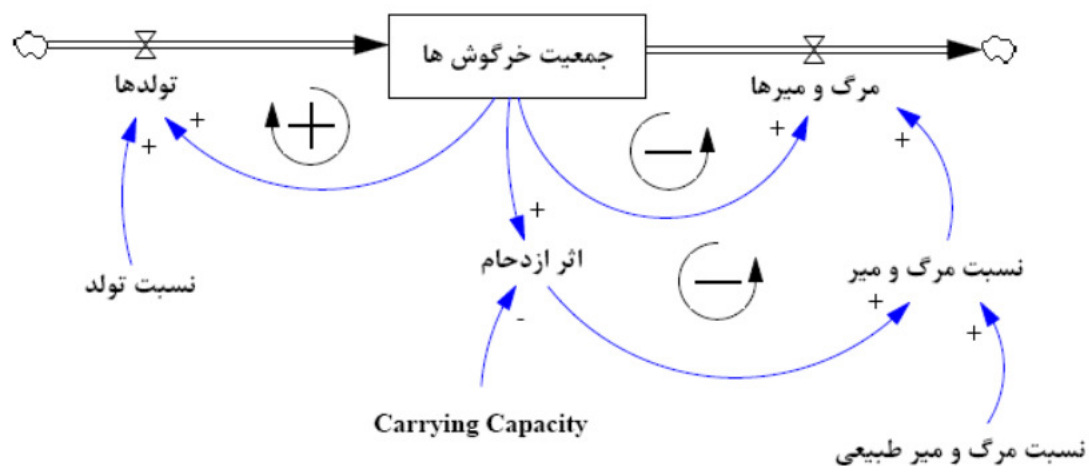 جمعیت خرگوش ها
تولدها
مرگ و میرها
+
+
+
+
+
نسبت تولد
اثر ازدحام
نسبت مرگ و میر
-
+
+
Carrying Capacity
نسبت مرگ و میر طبیعی